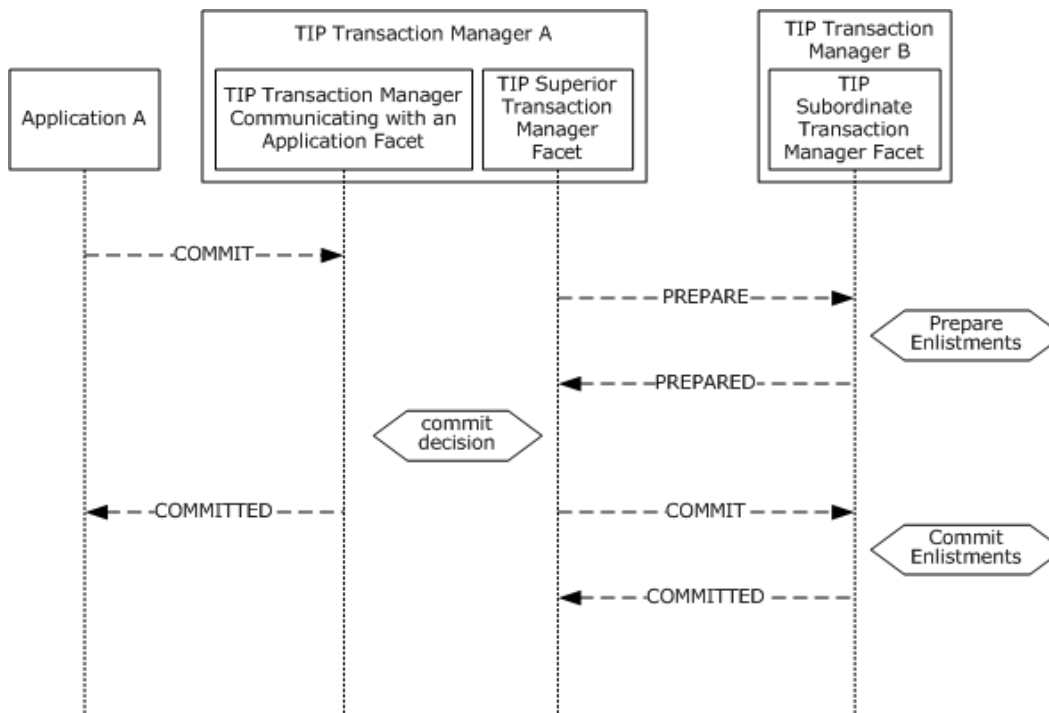 TIP Transaction Manager A
TIP Transaction
Manager B
Application A
TIP Transaction Manager
Communicating with an
Application Facet
TIP Superior
Transaction
Manager
Facet
TIP
Subordinate
Transaction
Manager Facet
COMMIT
PREPARE
Prepare
Enlistments
PREPARED
commit
decision
COMMITTED
COMMIT
Commit
Enlistments
COMMITTED